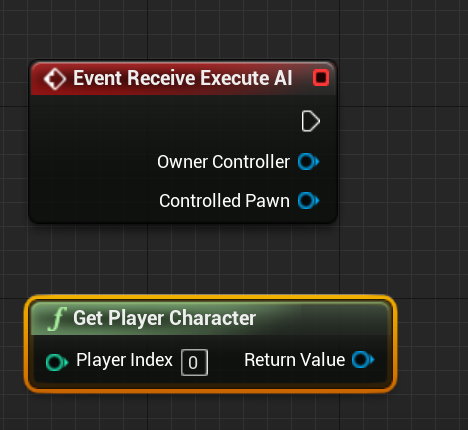 Event Receive Execute AI
Owner Controller
Controlled Pawn
f Get Player Character
Player Index 0 Return Value